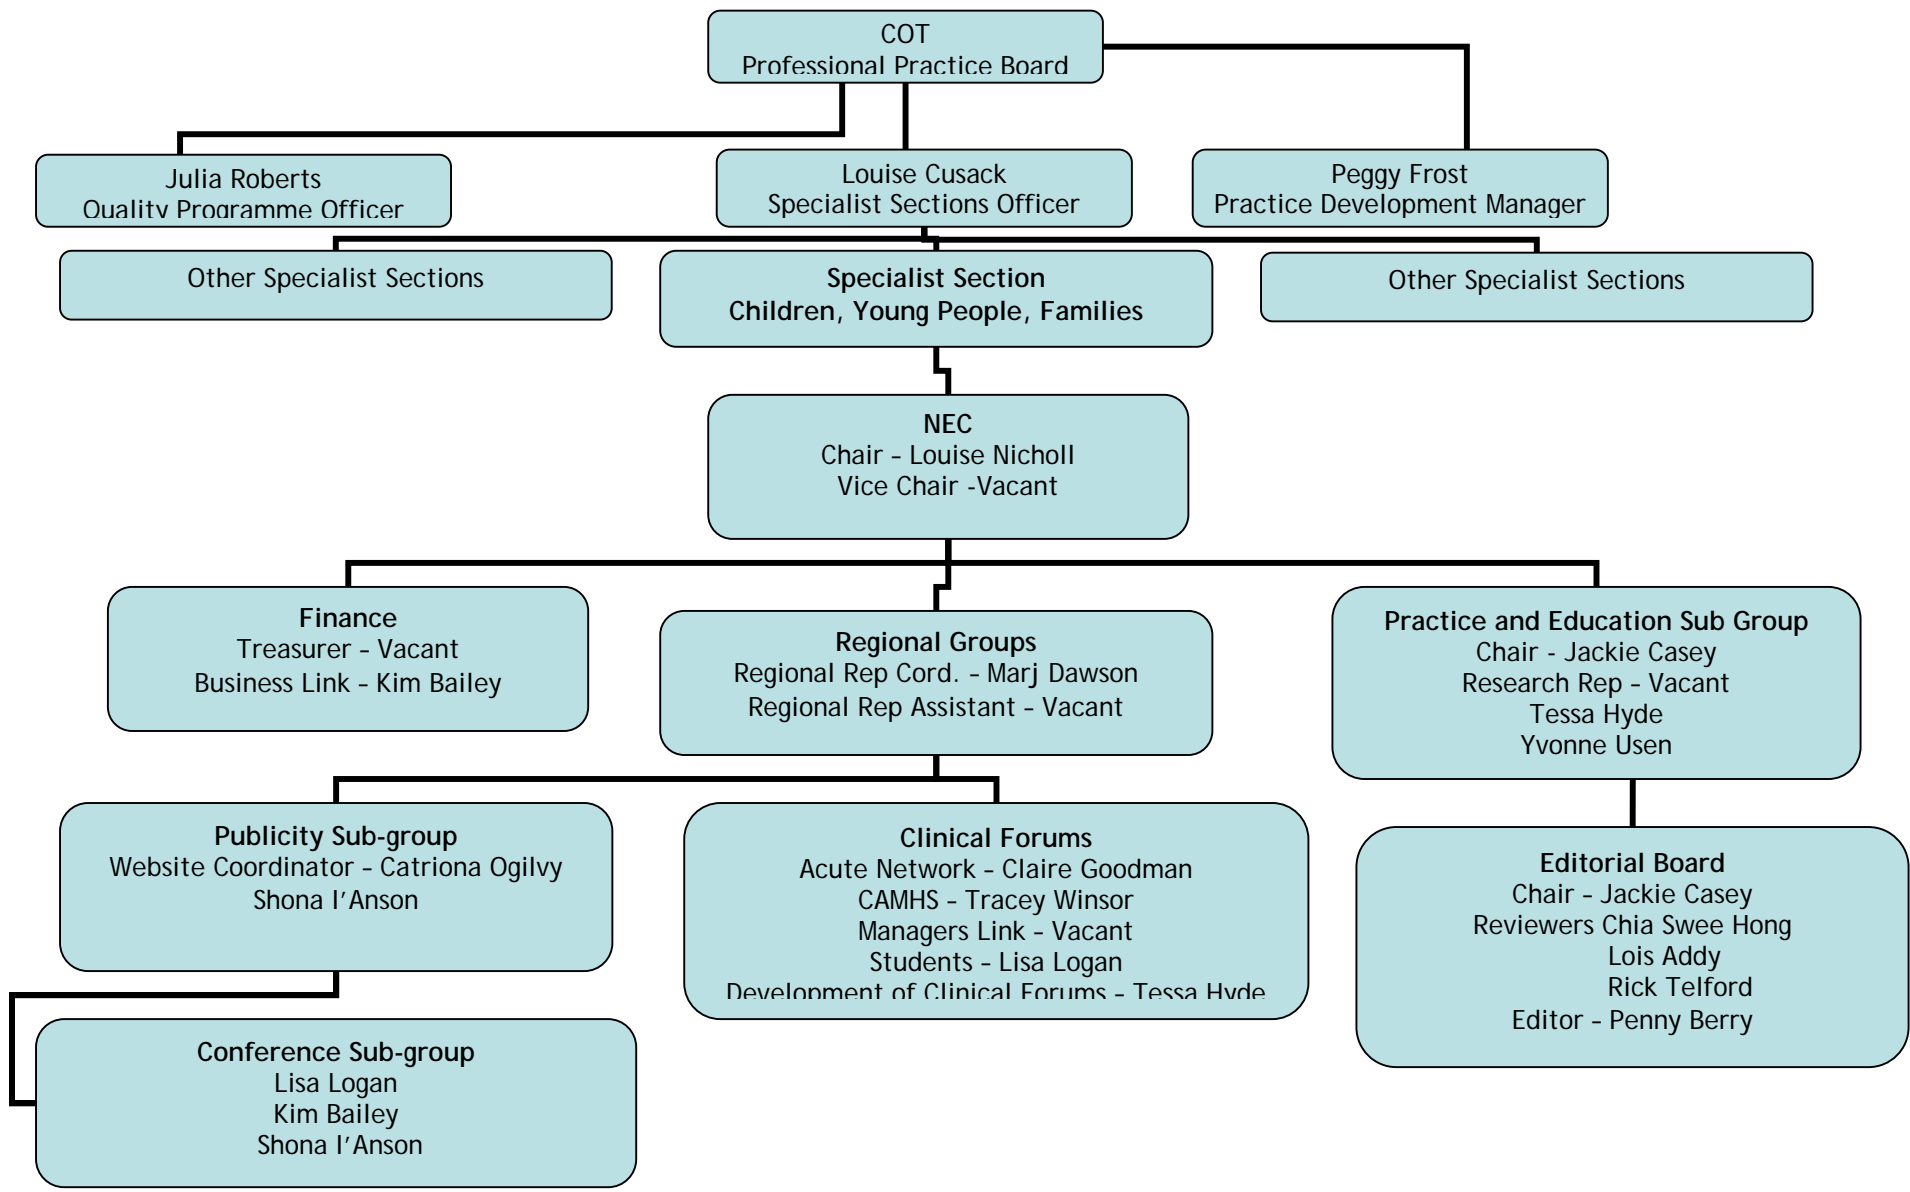 COT
Professional Practice Board
Julia Roberts
Quality Programme Officer
Louise Cusack
Specialist Sections Officer
Peggy Frost
Practice Development Manager
Other Specialist Sections
Specialist Section
Children, Young People, Families
Other Specialist Sections
NEC
Chair – Louise Nicholl
Vice Chair -Vacant
Finance
Treasurer – Vacant
Business Link – Kim Bailey
Regional Groups
Regional Rep Cord. – Marj Dawson
Regional Rep Assistant – Vacant
Practice and Education Sub Group
Chair - Jackie Casey
Research Rep – Vacant
Tessa Hyde
Yvonne Usen
Publicity Sub-group
Website Coordinator – Catriona Ogilvy
Shona I’Anson
Clinical Forums
Acute Network – Claire Goodman
CAMHS – Tracey Winsor
Managers Link – Vacant
Students – Lisa Logan
Development of Clinical Forums – Tessa Hyde
Editorial Board
Chair – Jackie Casey
Reviewers Chia Swee Hong
Lois Addy
Rick Telford
Editor – Penny Berry
Conference Sub-group
Lisa Logan
Kim Bailey
Shona I’Anson